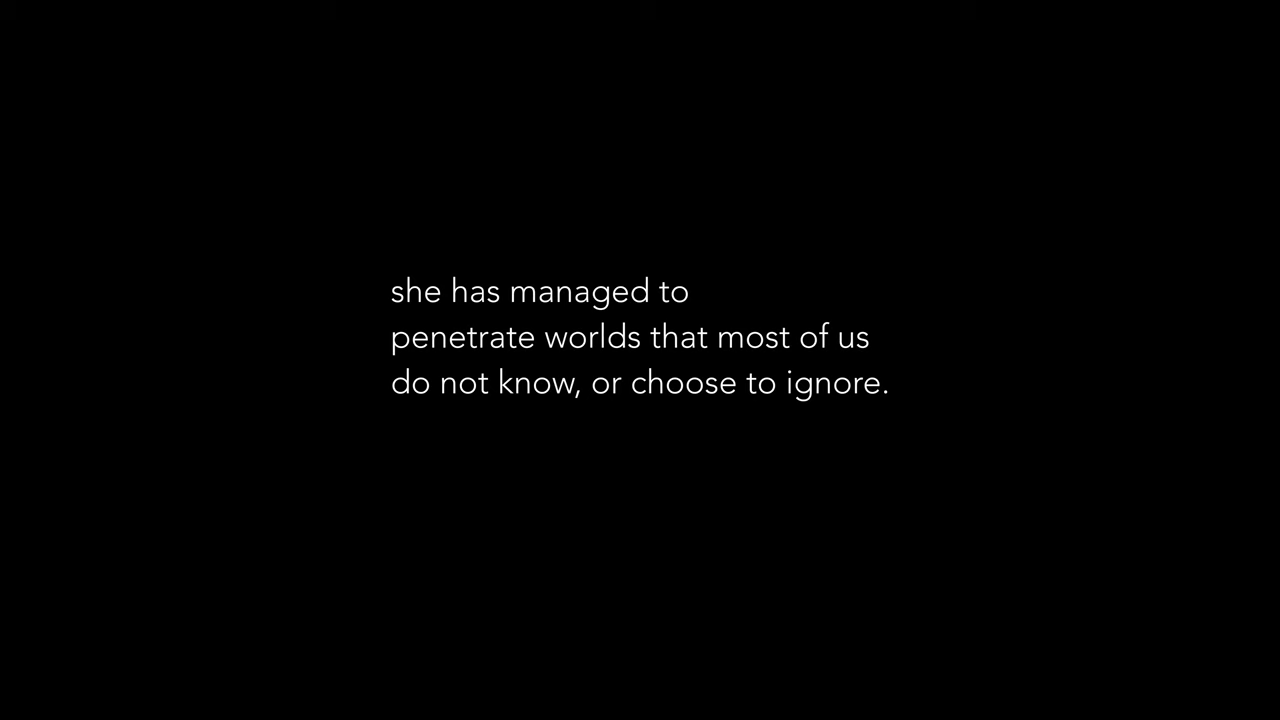 she has managed to
penetrate worlds that most of us
do not know, or choose to ignore.